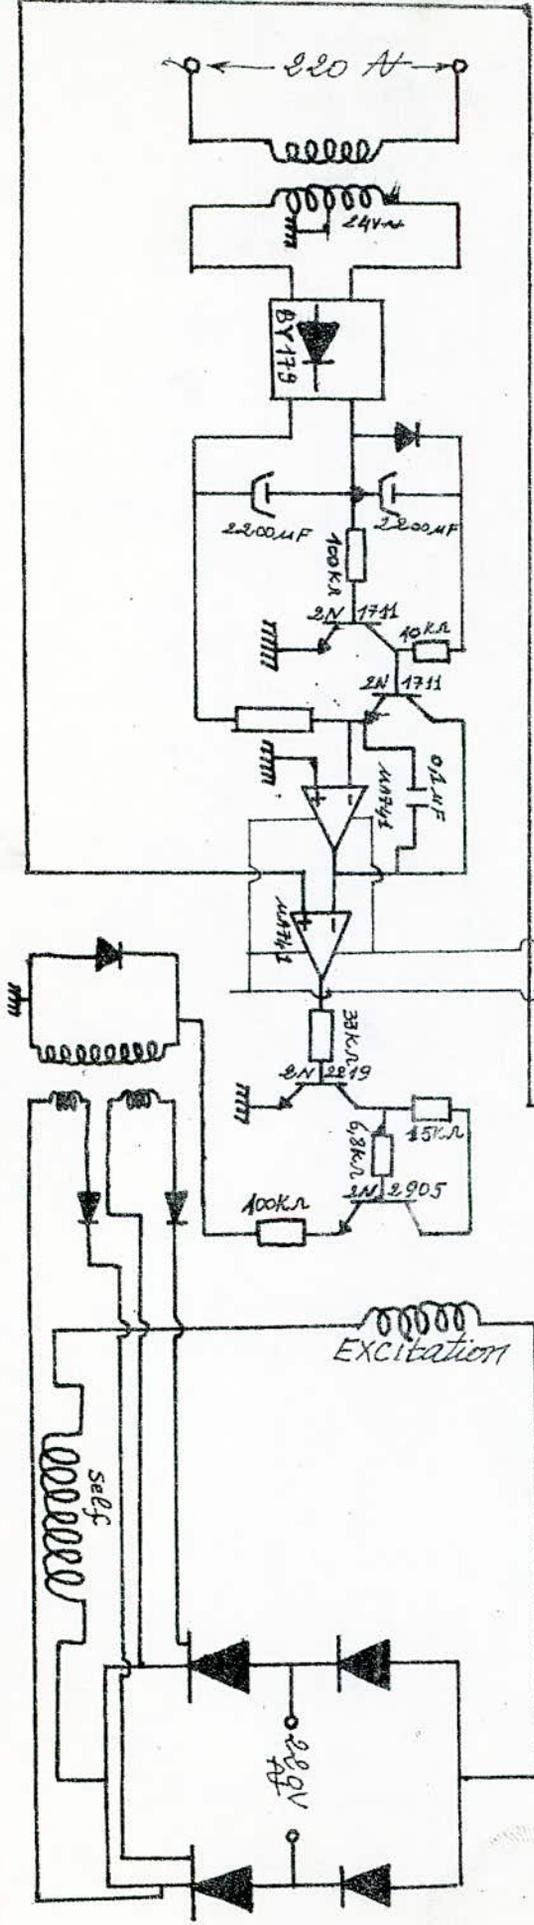 220 ~
24V~
BY179
2200µF
2200µF
100KΩ
2N 1711
10KΩ
2N 1711
0,1µF
µA741
µA741
33KΩ
2N 2219
15KΩ
6,8KΩ
2N 2905
100KΩ
EXCitation
self
220V
~